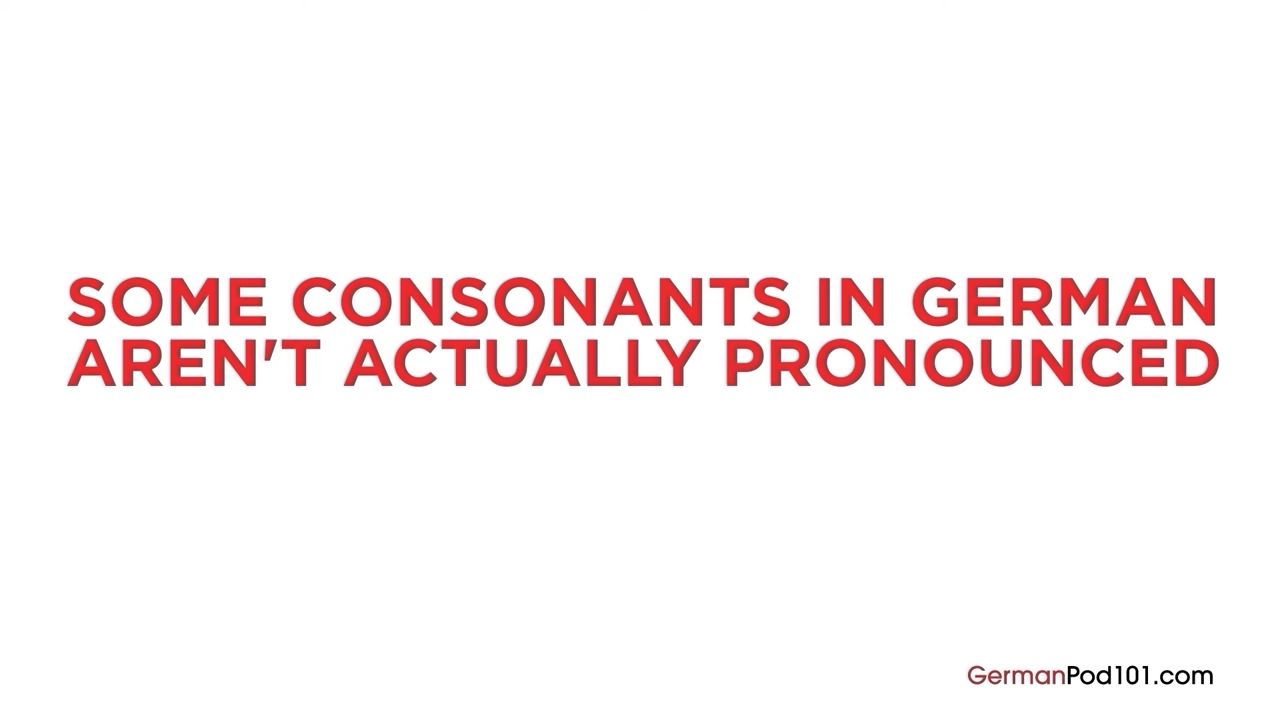 SOME CONSONANTS IN GERMAN
AREN'T ACTUALLY PRONOUNCED
GermanPod101.com